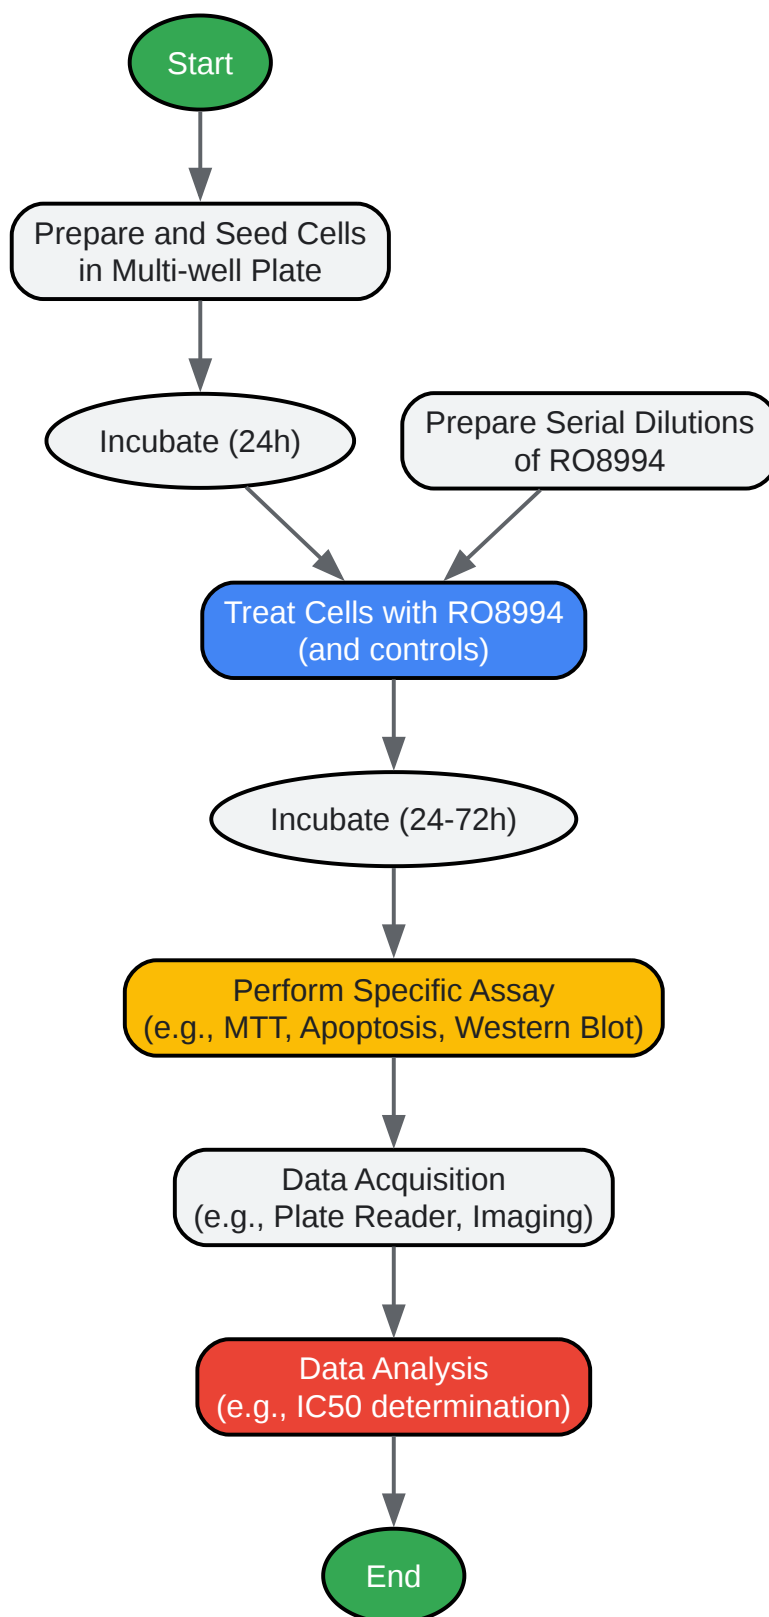 Start
Prepare and Seed Cells
in Multi-well Plate
Incubate (24h)
Prepare Serial Dilutions
of RO8994
Treat Cells with RO8994
(and controls)
Incubate (24-72h)
Perform Specific Assay
(e.g., MTT, Apoptosis, Western Blot)
Data Acquisition
(e.g., Plate Reader, Imaging)
Data Analysis
(e.g., IC50 determination)
End